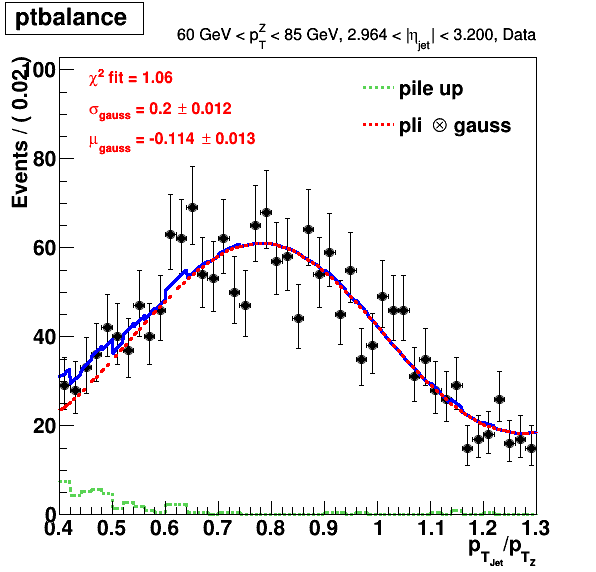 ptbalance
60 GeV < p_T^Z < 85 GeV, 2.964 < |η_jet| < 3.200, Data
Events / ( 0.02 )
100
80
60
40
20
0
χ² fit = 1.06
σ_gauss = 0.2 ± 0.012
μ_gauss = -0.114 ± 0.013
pile up
pli ⊗ gauss
0.4 0.5 0.6 0.7 0.8 0.9 1 1.1 1.2 1.3
p_T_Jet/p_T_Z